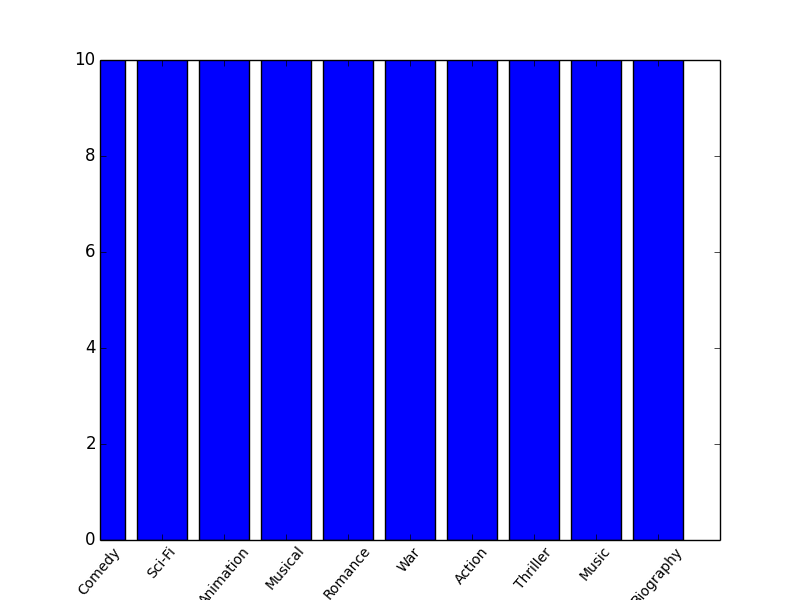 10
8
6
4
2
0
Comedy
Sci-Fi
Animation
Musical
Romance
War
Action
Thriller
Music
Biography